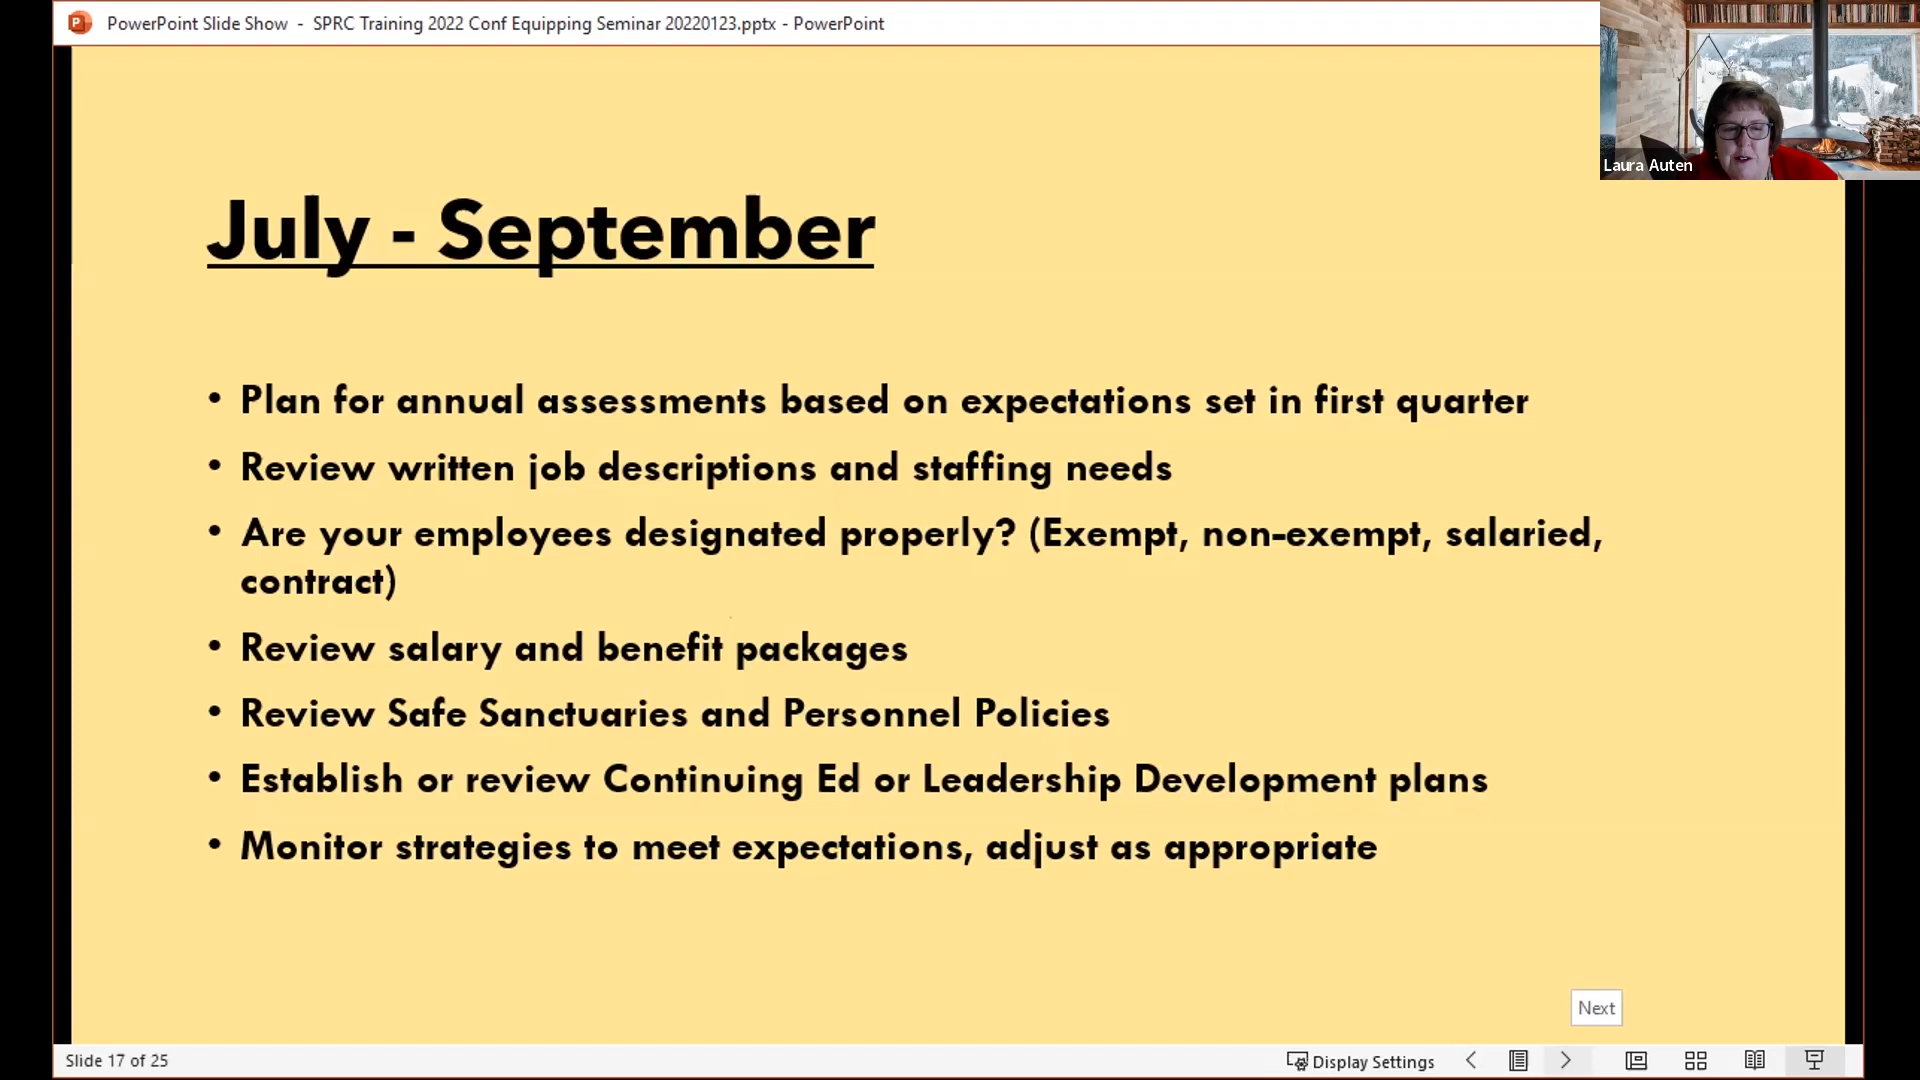 PowerPoint Slide Show - SPRC Training 2022 Conf Equipping Seminar 20220123.pptx - PowerPoint
Laura Auten
July - September
• Plan for annual assessments based on expectations set in first quarter
• Review written job descriptions and staffing needs
• Are your employees designated properly? (Exempt, non-exempt, salaried,
contract)
• Review salary and benefit packages
• Review Safe Sanctuaries and Personnel Policies
• Establish or review Continuing Ed or Leadership Development plans
• Monitor strategies to meet expectations, adjust as appropriate
Next
Slide 17 of 25
Display Settings